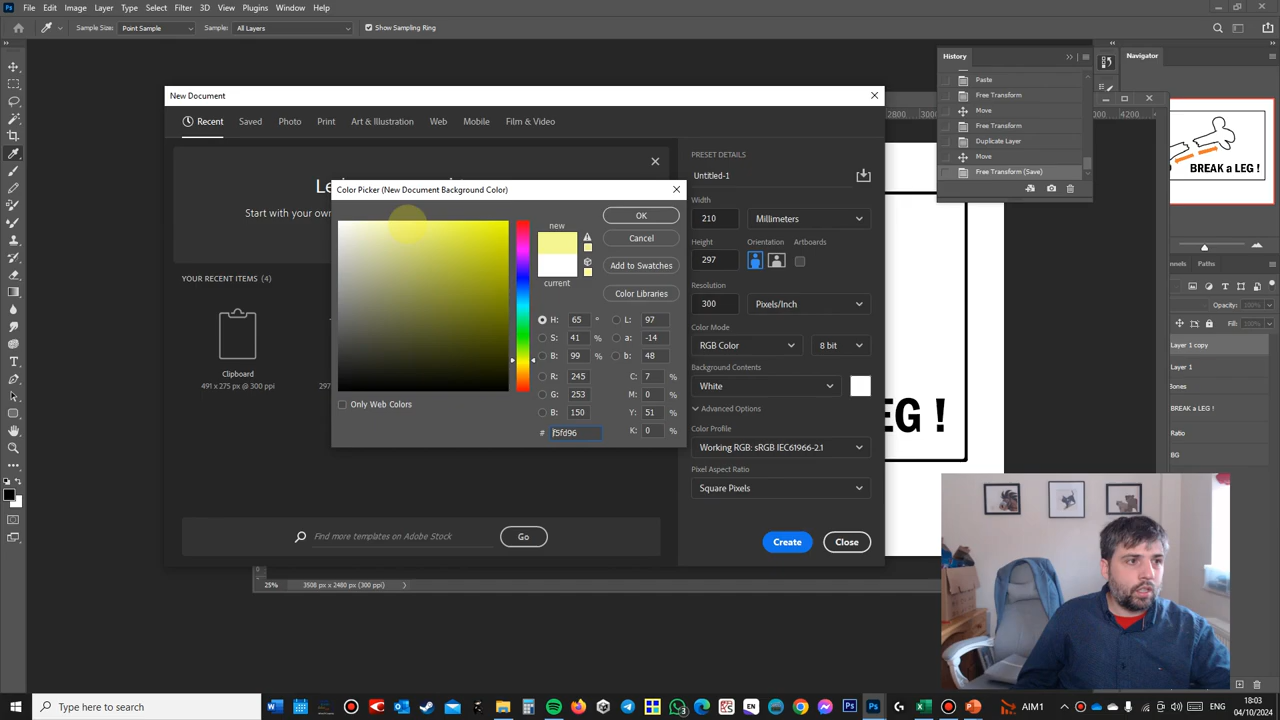 Ps File Edit Image Layer Type Select Filter 3D View Plugins Window Help
Sample Size: Point Sample Sample: All Layers Show Sampling Ring
History
Paste
Free Transform
Move
Free Transform
Duplicate Layer
Move
Free Transform (Save)
Navigator
BREAK a LEG !
2800 3000
4200
New Document
Recent Saved Photo Print Art & Illustration Web Mobile Film & Video
Start with your own
YOUR RECENT ITEMS (4)
Clipboard
491 x 275 px @ 300 ppi
Find more templates on Adobe Stock
Go
Color Picker (New Document Background Color)
new
current
OK
Cancel
Add to Swatches
Color Libraries
H: 65 °
S: 41 %
B: 99 %
R: 245
G: 253
B: 150
L: 97
a: -14
b: 48
C: 7 %
M: 0 %
Y: 51 %
K: 0 %
# f5fd96
Only Web Colors
PRESET DETAILS
Untitled-1
Width
210 Millimeters
Height Orientation Artboards
297
Resolution
300 Pixels/Inch
Color Mode
RGB Color 8 bit
Background Contents
White
Advanced Options
Color Profile
Working RGB: sRGB IEC61966-2.1
Pixel Aspect Ratio
Square Pixels
Create Close
LEG !
Paths
Opacity:
Fill:
Layer 1 copy
Layer 1
Bones
BREAK a LEG !
Ratio
BG
25% 3508 px x 2480 px (300 ppi)
Type here to search
AIM1
ENG
18:03
04/10/2024